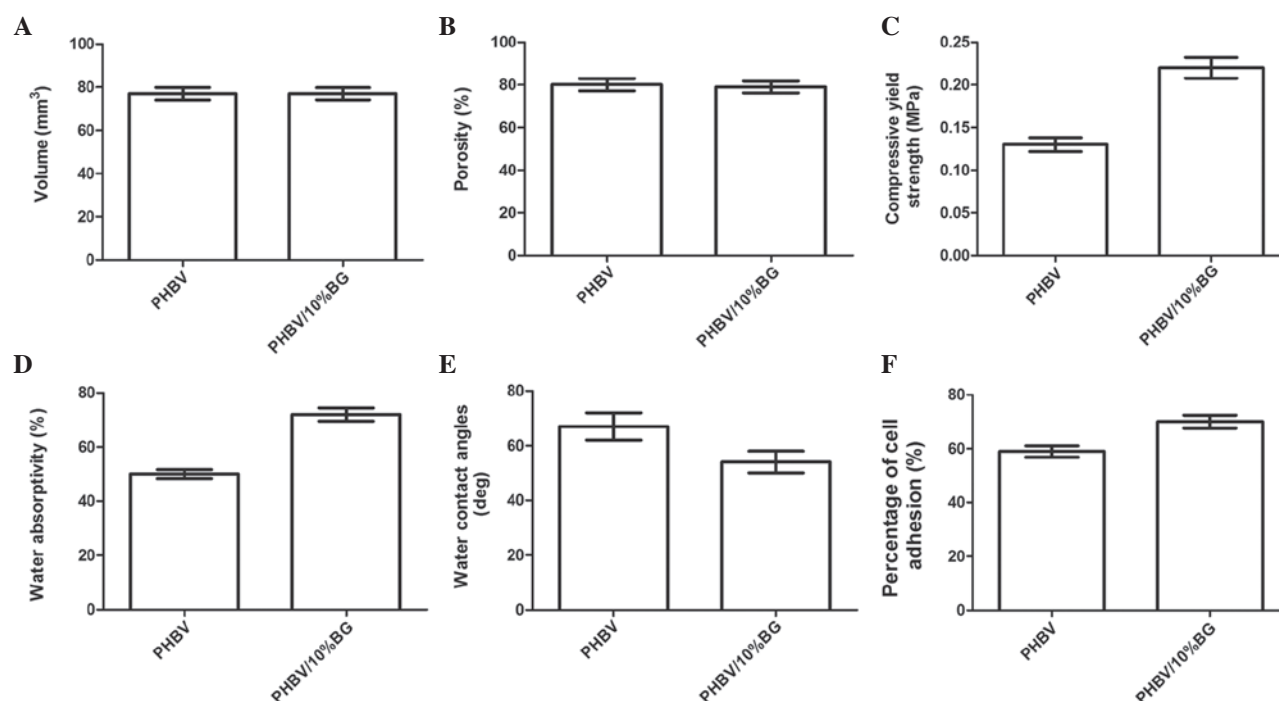 A
Volume (mm³)
100
80
60
40
20
0
PHBV
PHBV/10%BG
B
Porosity (%)
100
80
60
40
20
0
PHBV
PHBV/10%BG
C
Compressive yield
strength (MPa)
0.25
0.20
0.15
0.10
0.05
0.00
PHBV
PHBV/10%BG
D
Water absorptivity (%)
80
60
40
20
0
PHBV
PHBV/10%BG
E
Water contact angles
(deg)
80
60
40
20
0
PHBV
PHBV/10%BG
F
Percentage of cell
adhesion (%)
80
60
40
20
0
PHBV
PHBV/10%BG